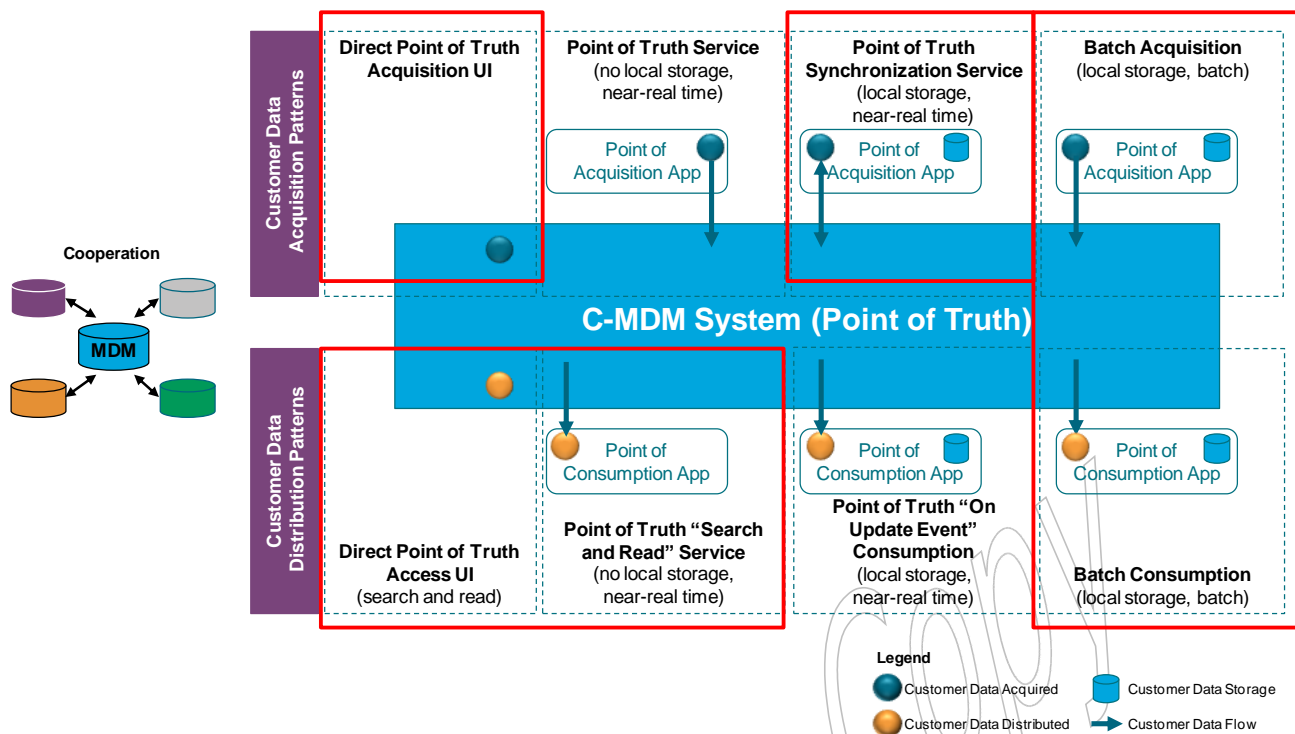 Customer Data
Acquisition Patterns
Direct Point of Truth
Acquisition UI
Point of Truth Service
(no local storage,
near-real time)
Point of
Acquisition App
Point of Truth
Synchronization Service
(local storage,
near-real time)
Point of
Acquisition App
Batch Acquisition
(local storage, batch)
Point of
Acquisition App
Cooperation
MDM
C-MDM System (Point of Truth)
Customer Data
Distribution Patterns
Direct Point of Truth
Access UI
(search and read)
Point of
Consumption App
Point of Truth “Search
and Read” Service
(no local storage,
near-real time)
Point of
Consumption App
Point of Truth “On
Update Event”
Consumption
(local storage,
near-real time)
Point of
Consumption App
Batch Consumption
(local storage, batch)
Legend
Customer Data Acquired
Customer Data Storage
Customer Data Distributed
Customer Data Flow
copy!